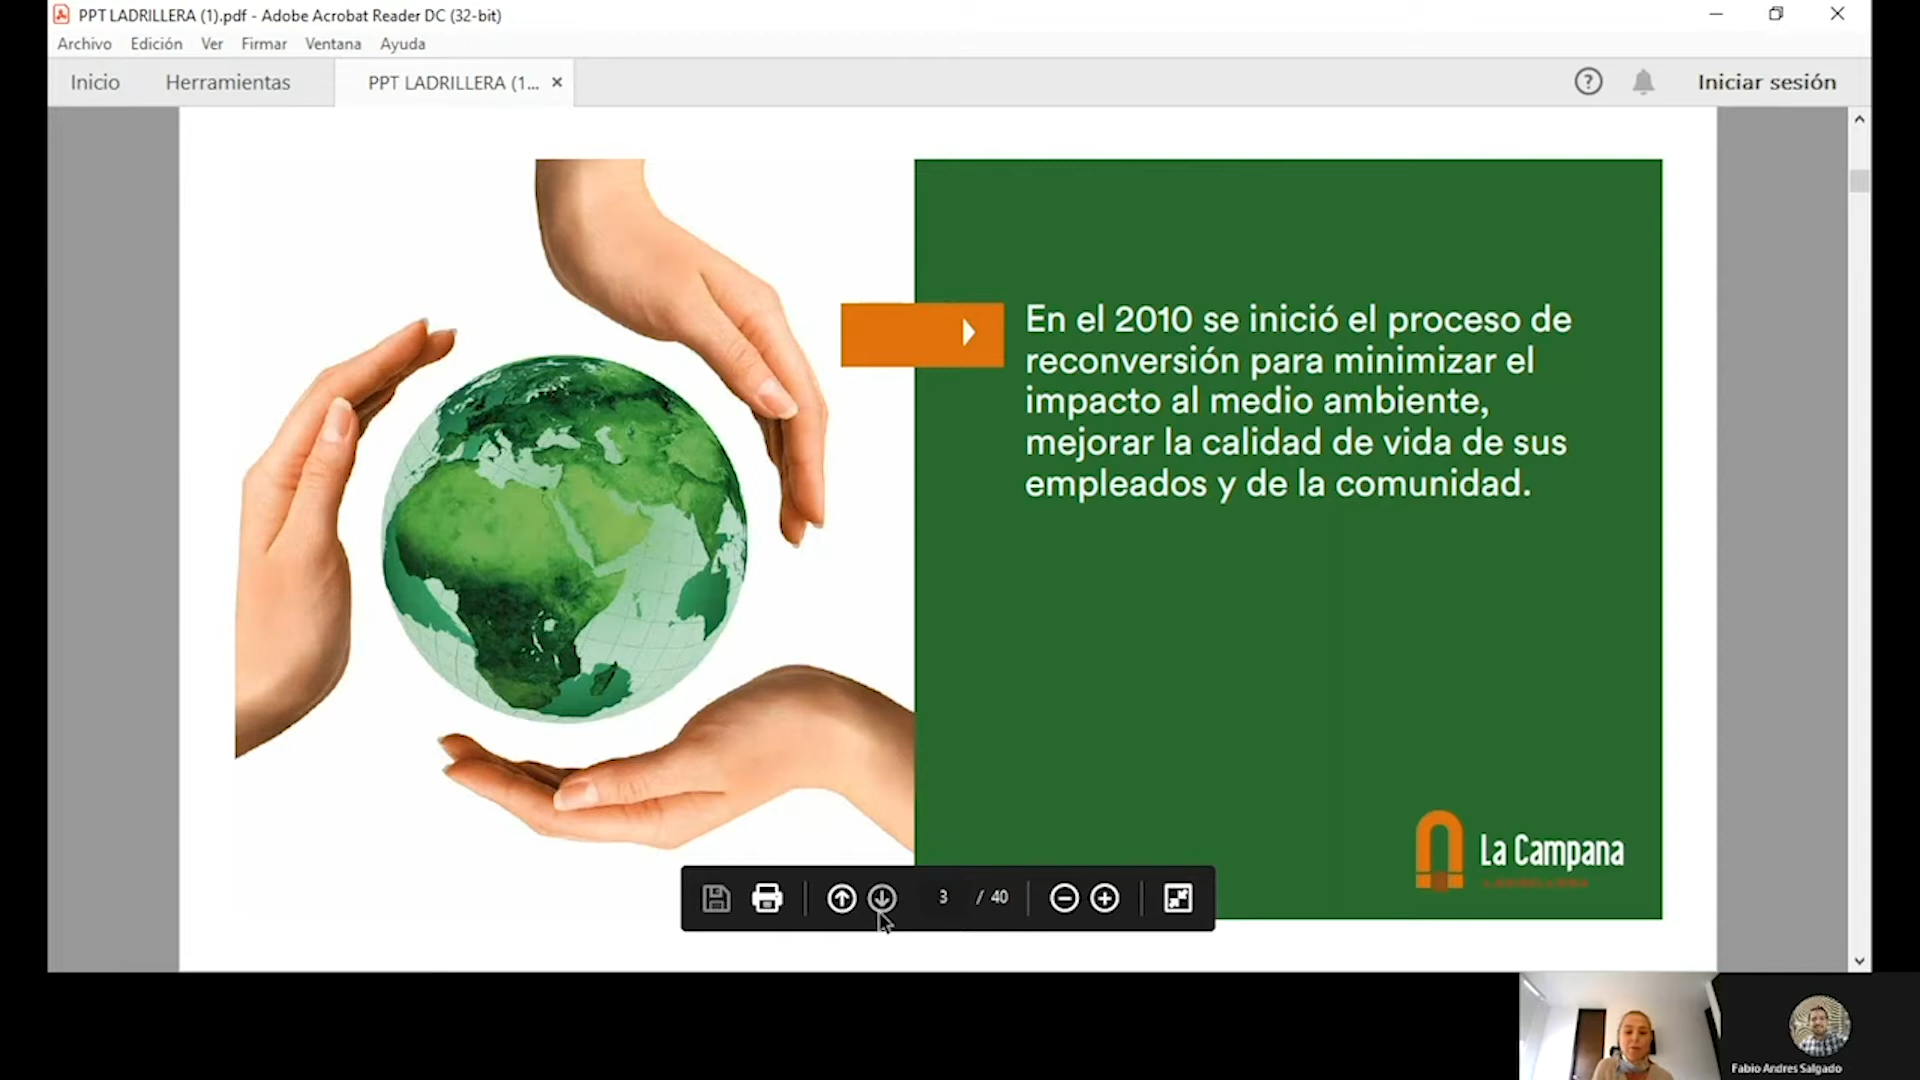 PPT LADRILLERA (1).pdf - Adobe Acrobat Reader DC (32-bit)
Archivo Edición Ver Firmar Ventana Ayuda
Inicio Herramientas PPT LADRILLERA (1... × Iniciar sesión
En el 2010 se inició el proceso de
reconversión para minimizar el
impacto al medio ambiente,
mejorar la calidad de vida de sus
empleados y de la comunidad.
La Campana
LADRILLERA
3 / 40
Fabio Andres Salgado